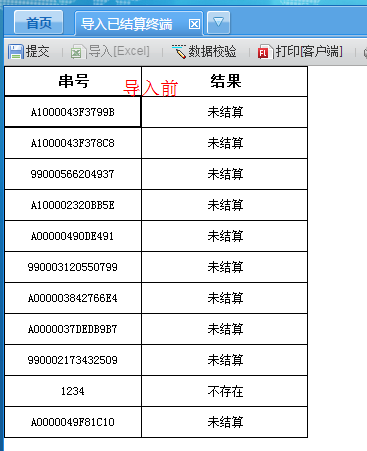 首页 导入已结算终端
提交 导入[Excel] 数据校验 打印[客户端]
串号 结果
导入前
A1000043F3799B 未结算
A1000043F378C8 未结算
99000566204937 未结算
A100002320BB5E 未结算
A00000490DE491 未结算
990003120550799 未结算
A000003842766E4 未结算
A0000037DEDB9B7 未结算
990002173432509 未结算
1234 不存在
A0000049F81C10 未结算